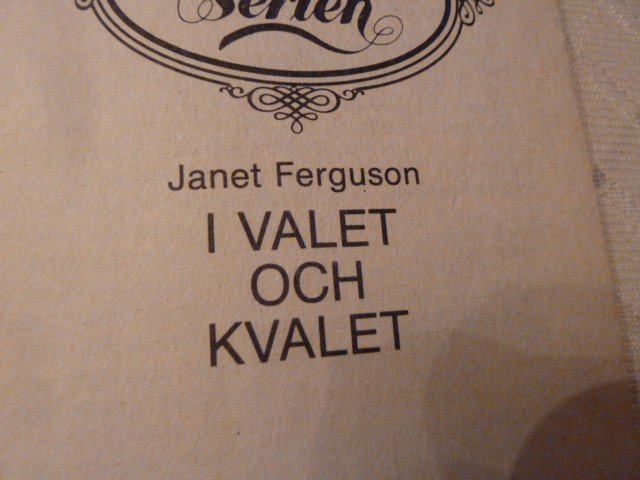 Serien
Janet Ferguson
I VALET
OCH
KVALET